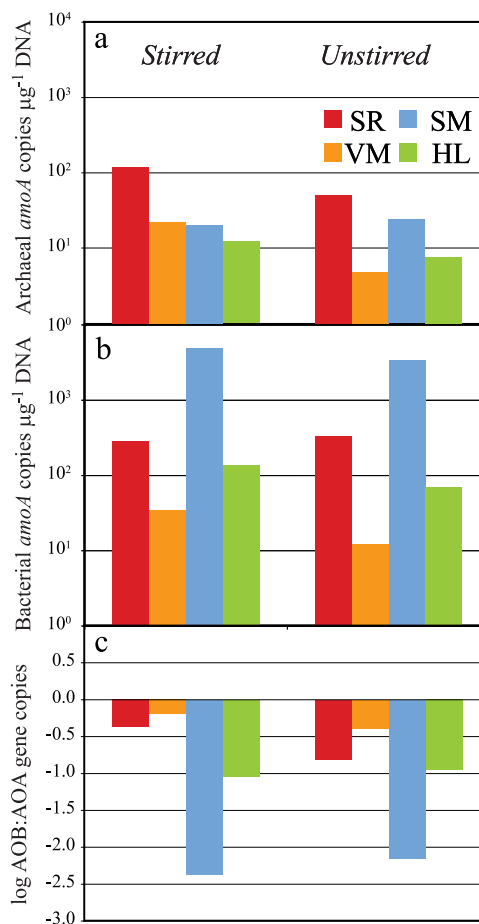 a
Stirred Unstirred
SR SM
VM HL
Archaeal amoA copies µg⁻¹ DNA
10⁴
10³
10²
10¹
10⁰
b
Bacterial amoA copies µg⁻¹ DNA
10³
10²
10¹
10⁰
c
log AOB:AOA gene copies
0.5
0.0
-0.5
-1.0
-1.5
-2.0
-2.5
-3.0